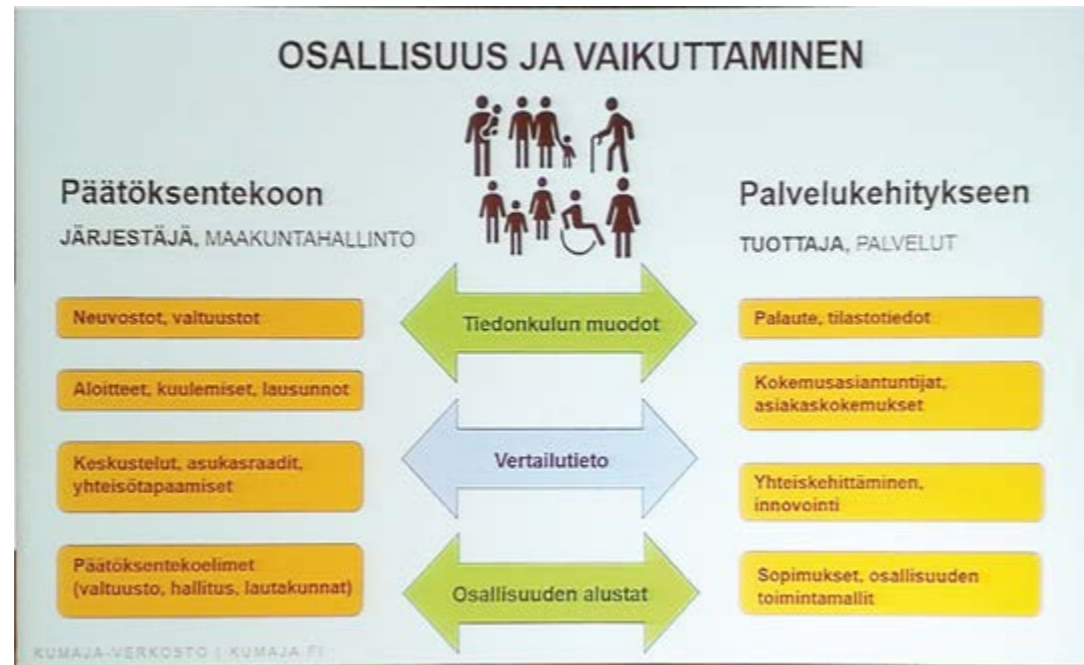 OSALLISUUS JA VAIKUTTAMINEN
Päätöksentekoon
JÄRJESTÄJÄ, MAAKUNTAHALLINTO
Neuvostot, valtuustot
Aloitteet, kuulemiset, lausunnot
Keskustelut, asukasraadit,
yhteisötapaamiset
Päätöksentekoelimet
(valtuusto, hallitus, lautakunnat)
Tiedonkulun muodot
Vertailutieto
Osallisuuden alustat
Palvelukehitykseen
TUOTTAJA, PALVELUT
Palaute, tilastotiedot
Kokemusasiantuntijat,
asiakaskokemukset
Yhteiskehittäminen,
innovointi
Sopimukset, osallisuuden
toimintamallit
KUMAJA-VERKOSTO | KUMAJA.FI